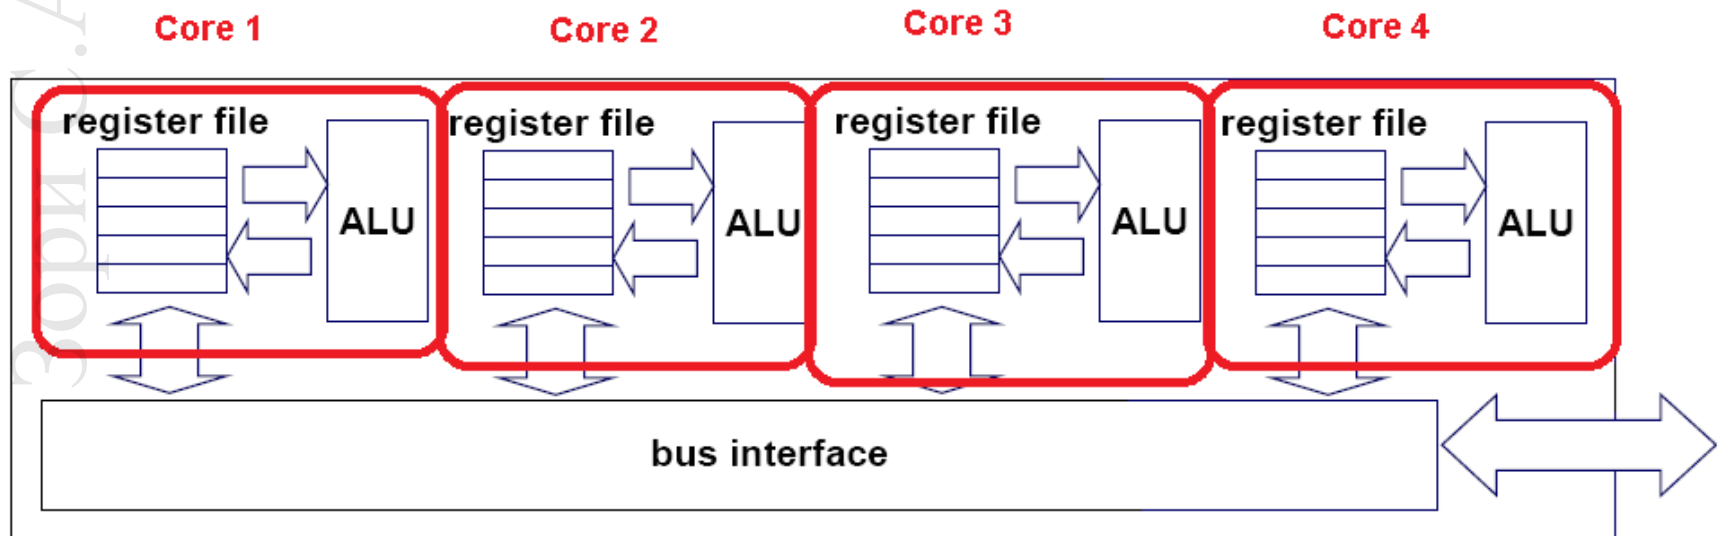 Core 1
Core 2
Core 3
Core 4
register file
register file
register file
register file
ALU
ALU
ALU
ALU
bus interface
Зорин С.А